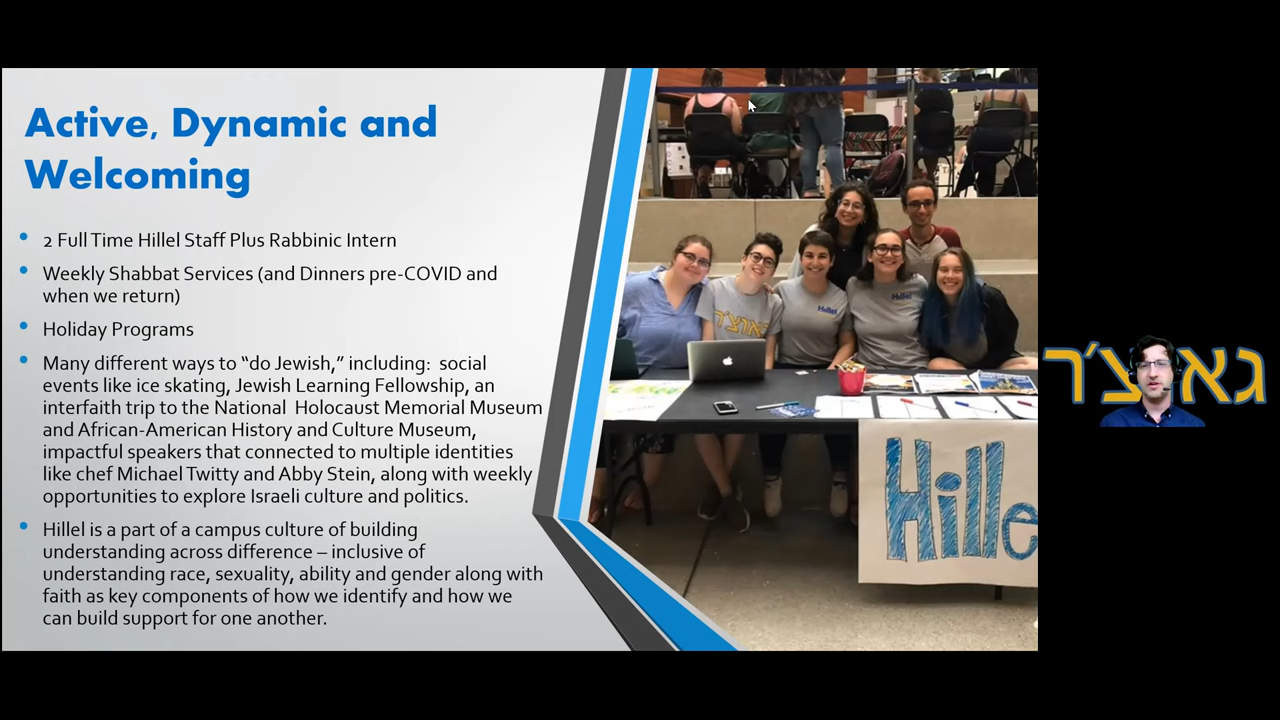 Active, Dynamic and
Welcoming
2 Full Time Hillel Staff Plus Rabbinic Intern
Weekly Shabbat Services (and Dinners pre-COVID and
when we return)
Holiday Programs
Many different ways to “do Jewish,” including:  social
events like ice skating, Jewish Learning Fellowship, an
interfaith trip to the National  Holocaust Memorial Museum
and African-American History and Culture Museum,
impactful speakers that connected to multiple identities
like chef Michael Twitty and Abby Stein, along with weekly
opportunities to explore Israeli culture and politics.
Hillel is a part of a campus culture of building
understanding across difference – inclusive of
understanding race, sexuality, ability and gender along with
faith as key components of how we identify and how we
can build support for one another.
Hillel
Hillel
גאוצ'ר
Hille